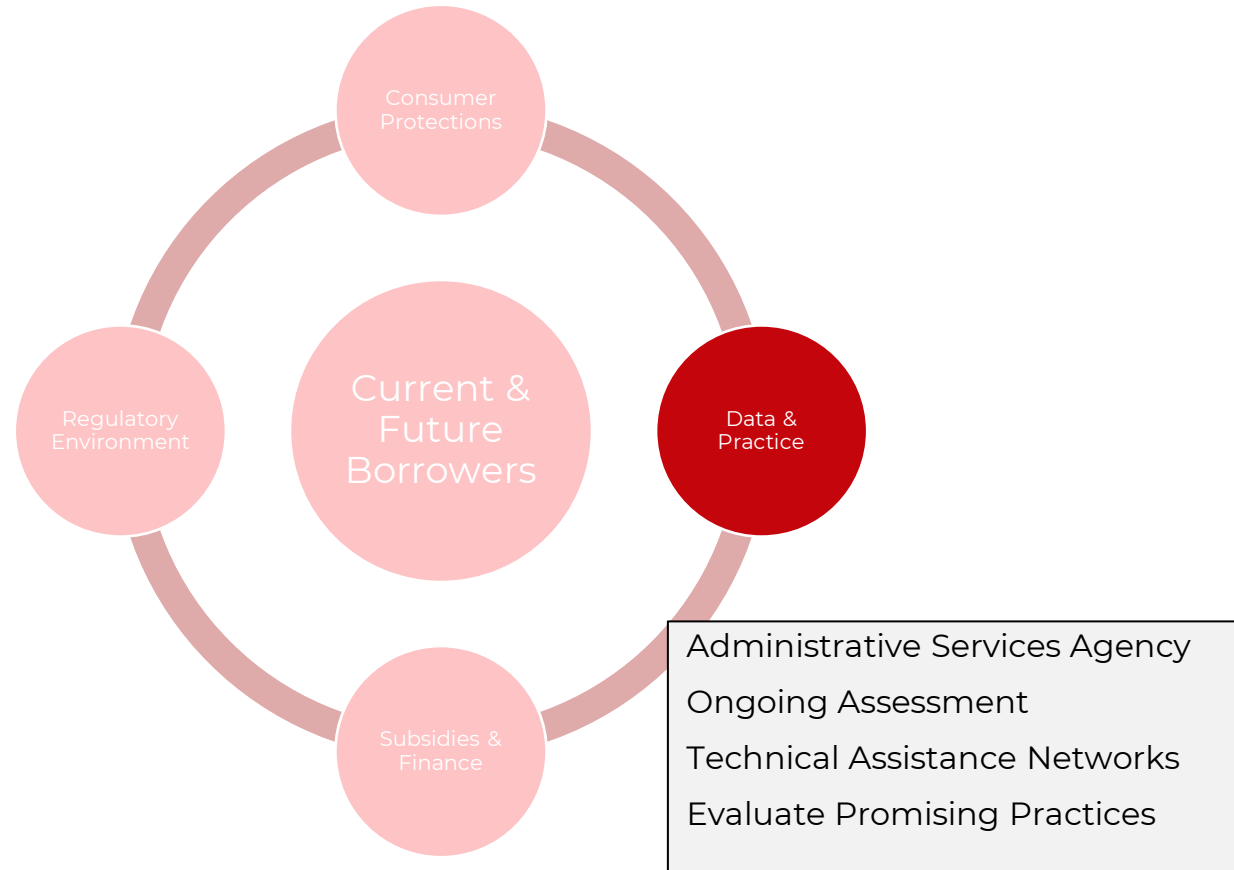 Consumer
Protections
Regulatory
Environment
Current &
Future
Borrowers
Data &
Practice
Subsidies &
Finance
Administrative Services Agency
Ongoing Assessment
Technical Assistance Networks
Evaluate Promising Practices